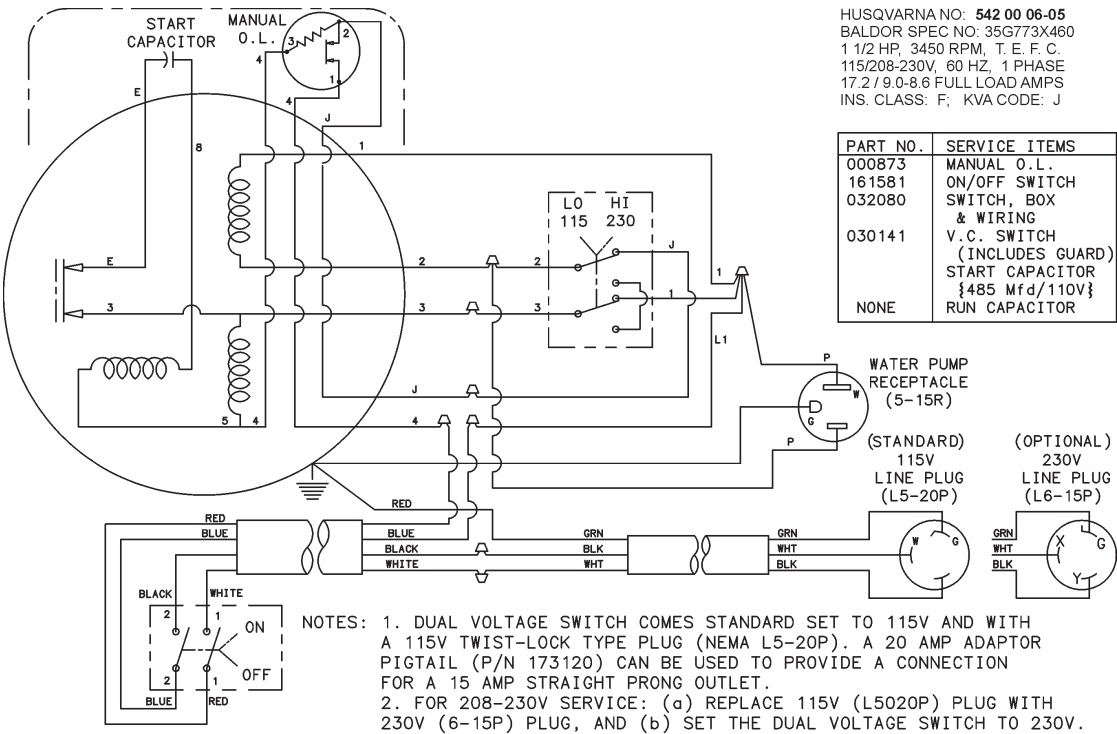 HUSQVARNA NO: 542 00 06-05
BALDOR SPEC NO: 35G773X460
1 1/2 HP, 3450 RPM, T. E. F. C.
115/208-230V, 60 HZ, 1 PHASE
17.2 / 9.0-8.6 FULL LOAD AMPS
INS. CLASS: F; KVA CODE: J
PART NO. SERVICE ITEMS
000873 MANUAL O.L.
161581 ON/OFF SWITCH
032080 SWITCH, BOX
& WIRING
030141 V.C. SWITCH
(INCLUDES GUARD)
START CAPACITOR
{485 Mfd/110V}
NONE RUN CAPACITOR
START
CAPACITOR
MANUAL
O.L.
3
2
1
4
4
E
8
J
1
E
3
2
3
5
4
J
4
LO HI
115 230
2
3
J
1
1
L1
P
W
G
P
WATER PUMP
RECEPTACLE
(5-15R)
(STANDARD)
115V
LINE PLUG
(L5-20P)
(OPTIONAL)
230V
LINE PLUG
(L6-15P)
RED
RED
BLUE
BLUE
BLACK
WHITE
GRN
BLK
WHT
GRN
WHT
BLK
W
G
GRN
WHT
BLK
X
G
Y
BLACK
WHITE
2
1
ON
OFF
2
1
BLUE
RED
NOTES: 1. DUAL VOLTAGE SWITCH COMES STANDARD SET TO 115V AND WITH
A 115V TWIST-LOCK TYPE PLUG (NEMA L5-20P). A 20 AMP ADAPTOR
PIGTAIL (P/N 173120) CAN BE USED TO PROVIDE A CONNECTION
FOR A 15 AMP STRAIGHT PRONG OUTLET.
2. FOR 208-230V SERVICE: (a) REPLACE 115V (L5020P) PLUG WITH
230V (6-15P) PLUG, AND (b) SET THE DUAL VOLTAGE SWITCH TO 230V.